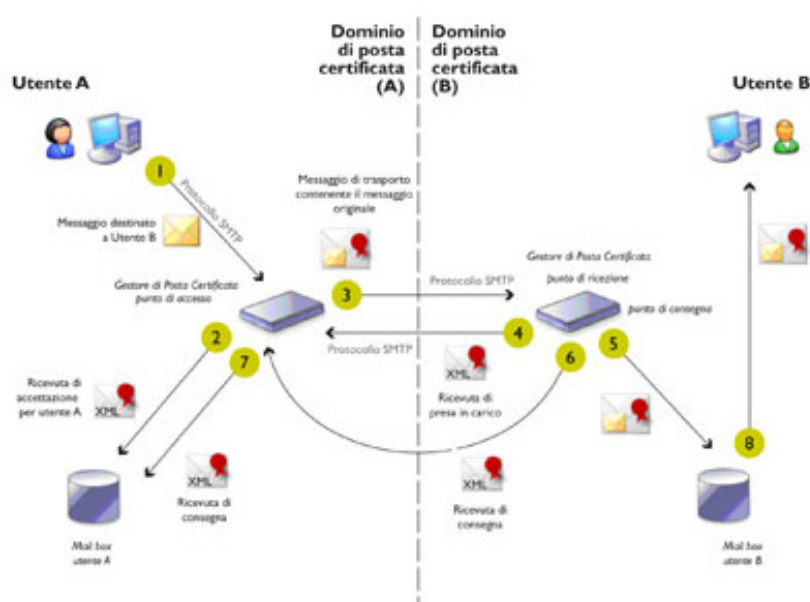 Dominio
di posta
certificata
(A)
Dominio
di posta
certificata
(B)
Utente A
Utente B
1
Protocollo SMTP
Messaggio destinato
a Utente B
Messaggio di trasporto
contenente il messaggio
originale
Gestore di Posta Certificata
punto di accesso
3
Protocollo SMTP
Gestore di Posta Certificata
punto di ricezione
punto di consegna
2
7
Protocollo SMTP
4
6
5
Ricevuta di
accettazione
per utente A
XML
XML
Ricevuta di
presa in carico
XML
Ricevuta di
consegna
XML
Ricevuta di
consegna
8
Mail box
utente A
Mail box
utente B